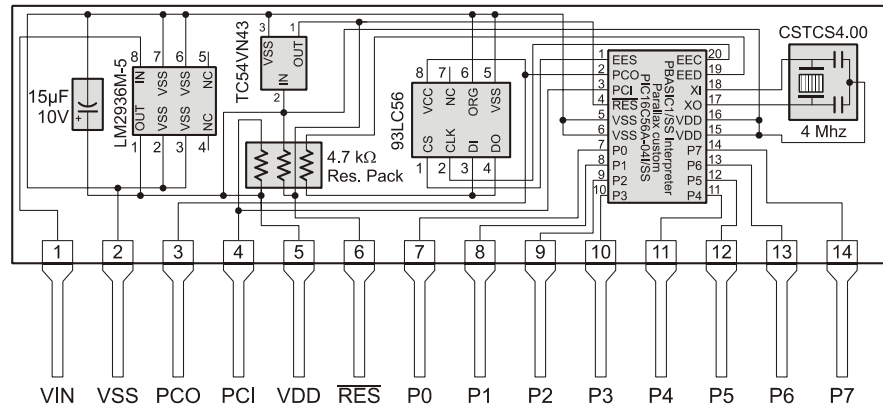 15µF
10V
+
LM2936M-5
8 7 6 5
IN VSS VSS NC
OUT VSS VSS NC
1 2 3 4
TC54VN43
3 1
VSS OUT
IN
2
4.7 kΩ
Res. Pack
93LC56
8 7 6 5
VCC NC ORG VSS
CS CLK DI DO
1 2 3 4
PBASIC1/SS Interpreter
Parallax custom
PIC16C56A-04I/SS
1 EES EEC 20
2 PCO EED 19
3 PCI XI 18
4 RES XO 17
5 VSS VDD 16
6 VSS VDD 15
7 P0 P7 14
8 P1 P6 13
9 P2 P5 12
10 P3 P4 11
CSTCS4.00
4 Mhz
1 2 3 4 5 6 7 8 9 10 11 12 13 14
VIN VSS PCO PCI VDD RES P0 P1 P2 P3 P4 P5 P6 P7